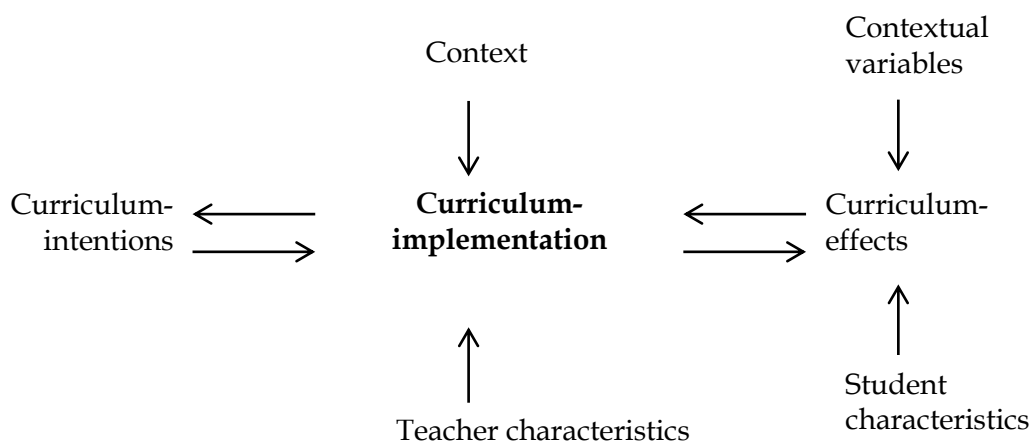 Contextual
variables
Context
Curriculum-
intentions
Curriculum-
implementation
Curriculum-
effects
Teacher characteristics
Student
characteristics